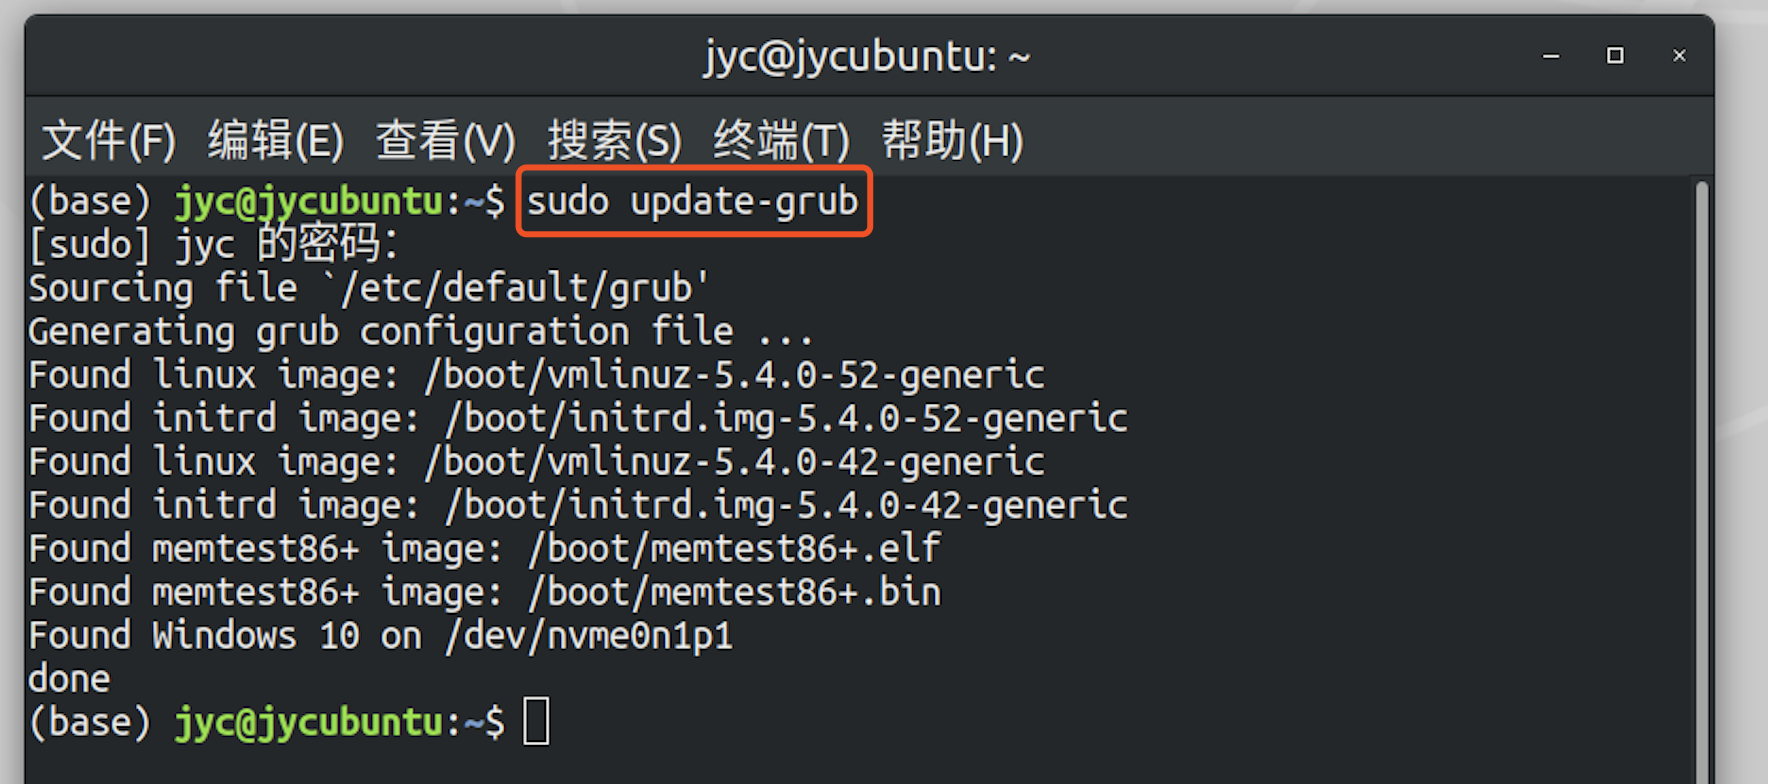 jyc@jycubuntu: ~
文件(F) 编辑(E) 查看(V) 搜索(S) 终端(T) 帮助(H)
(base) jyc@jycubuntu:~$ sudo update-grub
[sudo] jyc 的密码：
Sourcing file `/etc/default/grub'
Generating grub configuration file ...
Found linux image: /boot/vmlinuz-5.4.0-52-generic
Found initrd image: /boot/initrd.img-5.4.0-52-generic
Found linux image: /boot/vmlinuz-5.4.0-42-generic
Found initrd image: /boot/initrd.img-5.4.0-42-generic
Found memtest86+ image: /boot/memtest86+.elf
Found memtest86+ image: /boot/memtest86+.bin
Found Windows 10 on /dev/nvme0n1p1
done
(base) jyc@jycubuntu:~$